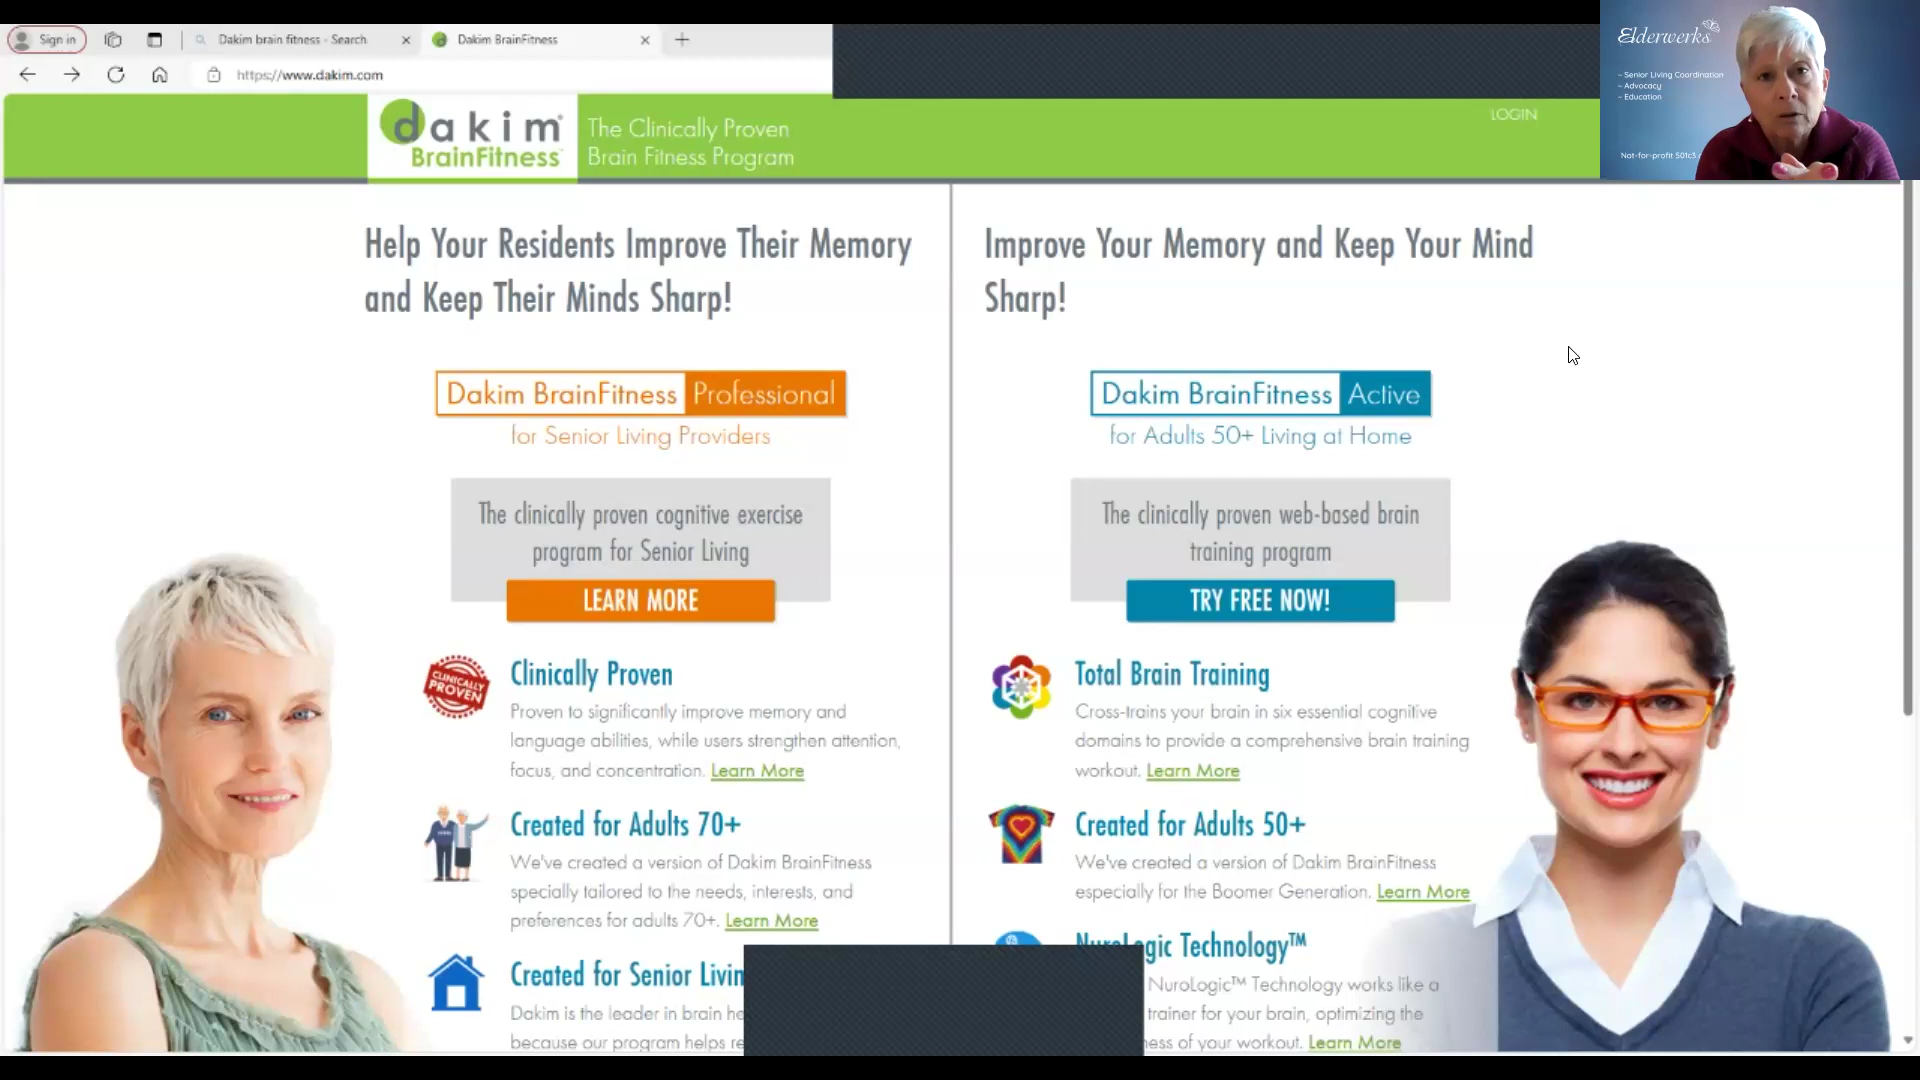 Sign in
Dakim brain fitness - Search
Dakim BrainFitness
https://www.dakim.com
dakim
BrainFitness
The Clinically Proven
Brain Fitness Program
LOGIN
Elderwerks
- Senior Living Coordination
- Advocacy
- Education
Not-for-profit 501c3
Help Your Residents Improve Their Memory
and Keep Their Minds Sharp!
Dakim BrainFitness Professional
for Senior Living Providers
The clinically proven cognitive exercise
program for Senior Living
LEARN MORE
CLINICALLY
PROVEN
Clinically Proven
Proven to significantly improve memory and
language abilities, while users strengthen attention,
focus, and concentration. Learn More
Created for Adults 70+
We've created a version of Dakim BrainFitness
specially tailored to the needs, interests, and
preferences for adults 70+. Learn More
Created for Senior
Dakim is the leader in brain
because our program helps
Improve Your Memory and Keep Your Mind
Sharp!
Dakim BrainFitness Active
for Adults 50+ Living at Home
The clinically proven web-based brain
training program
TRY FREE NOW!
Total Brain Training
Cross-trains your brain in six essential cognitive
domains to provide a comprehensive brain training
workout. Learn More
Created for Adults 50+
We've created a version of Dakim BrainFitness
especially for the Boomer Generation. Learn More
NuroLogic Technology™
NuroLogic™ Technology works like a
trainer for your brain, optimizing the
of your workout. Learn More